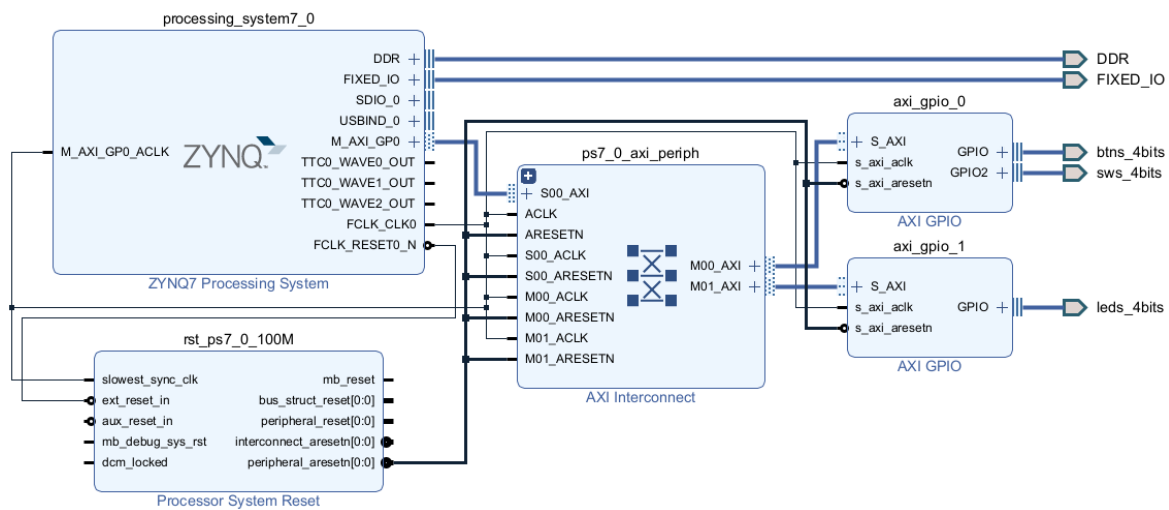 processing_system7_0
DDR
FIXED_IO
SDIO_0
USBIND_0
M_AXI_GP0
M_AXI_GP0_ACLK
ZYNQ
TTC0_WAVE0_OUT
TTC0_WAVE1_OUT
TTC0_WAVE2_OUT
FCLK_CLK0
FCLK_RESET0_N
ZYNQ7 Processing System
rst_ps7_0_100M
slowest_sync_clk
ext_reset_in
aux_reset_in
mb_debug_sys_rst
dcm_locked
mb_reset
bus_struct_reset[0:0]
peripheral_reset[0:0]
interconnect_aresetn[0:0]
peripheral_aresetn[0:0]
Processor System Reset
ps7_0_axi_periph
S00_AXI
ACLK
ARESETN
S00_ACLK
S00_ARESETN
M00_ACLK
M00_ARESETN
M01_ACLK
M01_ARESETN
M00_AXI
M01_AXI
AXI Interconnect
axi_gpio_0
S_AXI
s_axi_aclk
s_axi_aresetn
GPIO
GPIO2
AXI GPIO
axi_gpio_1
S_AXI
s_axi_aclk
s_axi_aresetn
GPIO
AXI GPIO
DDR
FIXED_IO
btns_4bits
sws_4bits
leds_4bits